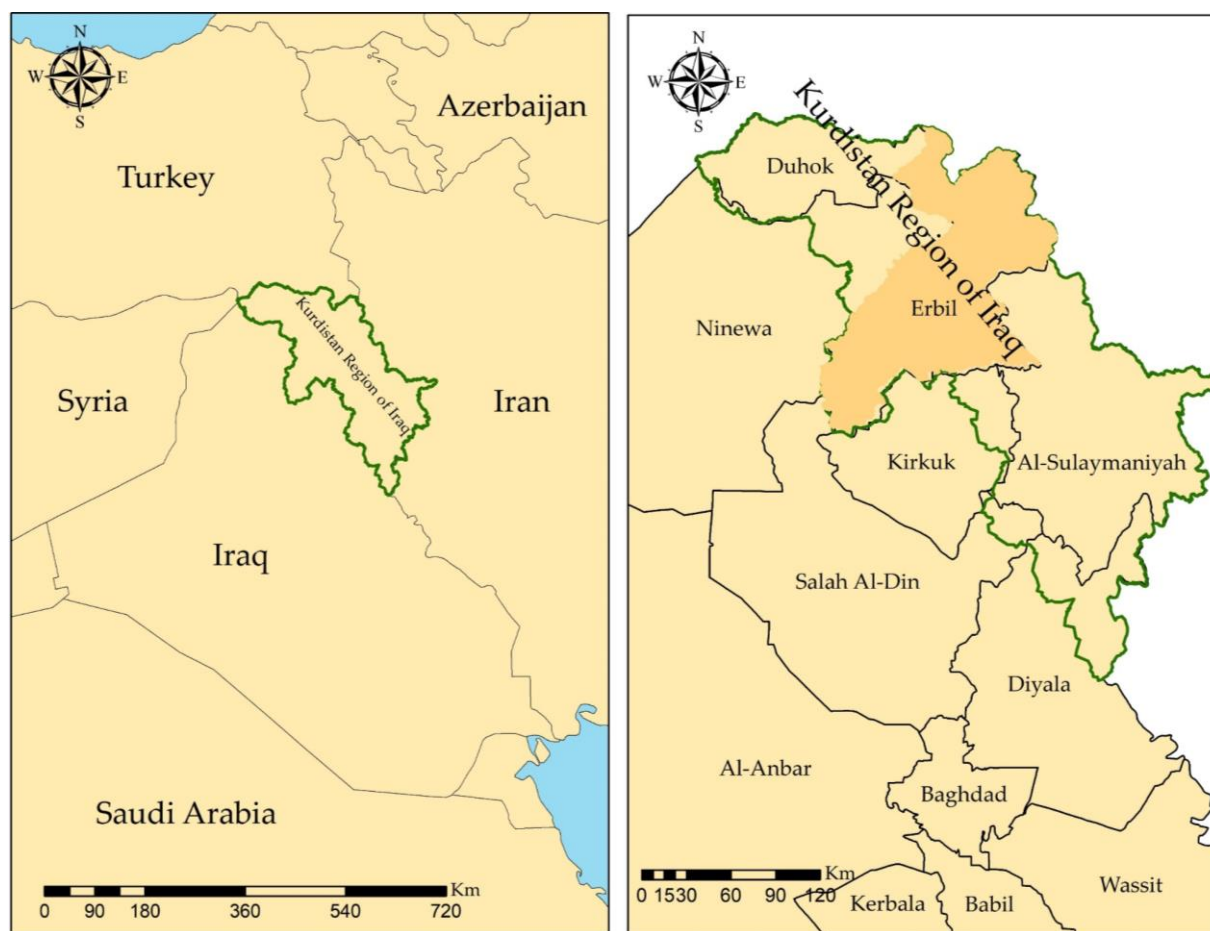 N
W E
S
Azerbaijan
Turkey
Kurdistan Region of Iraq
Syria
Iran
Iraq
Saudi Arabia
Km
0 90 180 360 540 720
N
W E
S
Kurdistan Region of Iraq
Duhok
Erbil
Ninewa
Kirkuk
Al-Sulaymaniyah
Salah Al-Din
Diyala
Al-Anbar
Baghdad
Km
0 1530 60 90 120
Wassit
Kerbala
Babil